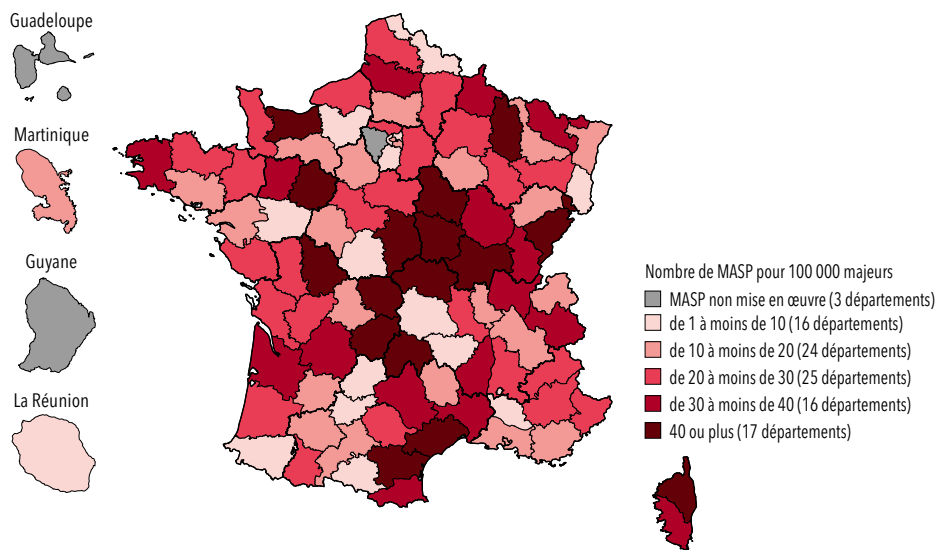 Guadeloupe
Martinique
Guyane
La Réunion
Nombre de MASP pour 100 000 majeurs
MASP non mise en œuvre (3 départements)
de 1 à moins de 10 (16 départements)
de 10 à moins de 20 (24 départements)
de 20 à moins de 30 (25 départements)
de 30 à moins de 40 (16 départements)
40 ou plus (17 départements)